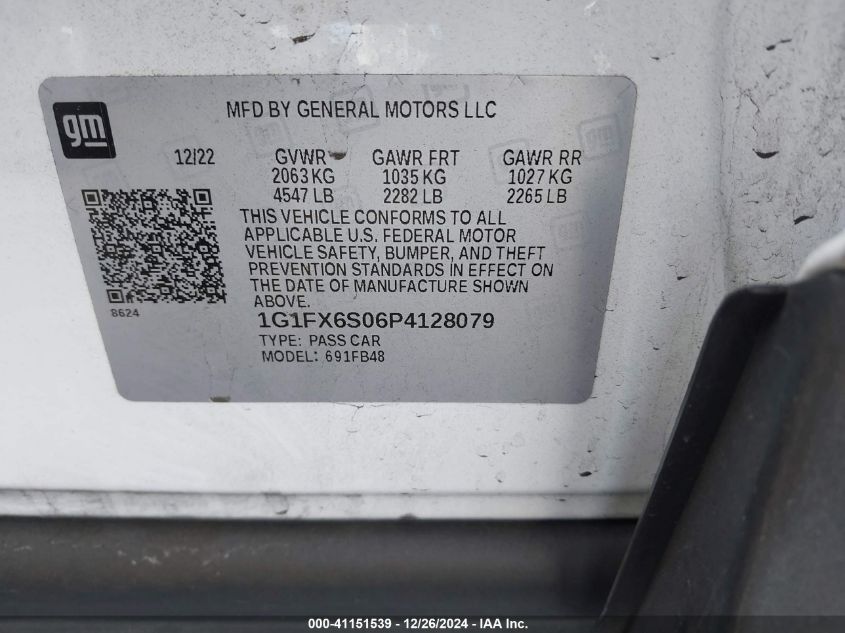 gm
MFD BY GENERAL MOTORS LLC
12/22 GVWR GAWR FRT GAWR RR
2063 KG 1035 KG 1027 KG
4547 LB 2282 LB 2265 LB
THIS VEHICLE CONFORMS TO ALL
APPLICABLE U.S. FEDERAL MOTOR
VEHICLE SAFETY, BUMPER, AND THEFT
PREVENTION STANDARDS IN EFFECT ON
THE DATE OF MANUFACTURE SHOWN
ABOVE.
8624
1G1FX6S06P4128079
TYPE: PASS CAR
MODEL: 691FB48
000-41151539 - 12/26/2024 - IAA Inc.